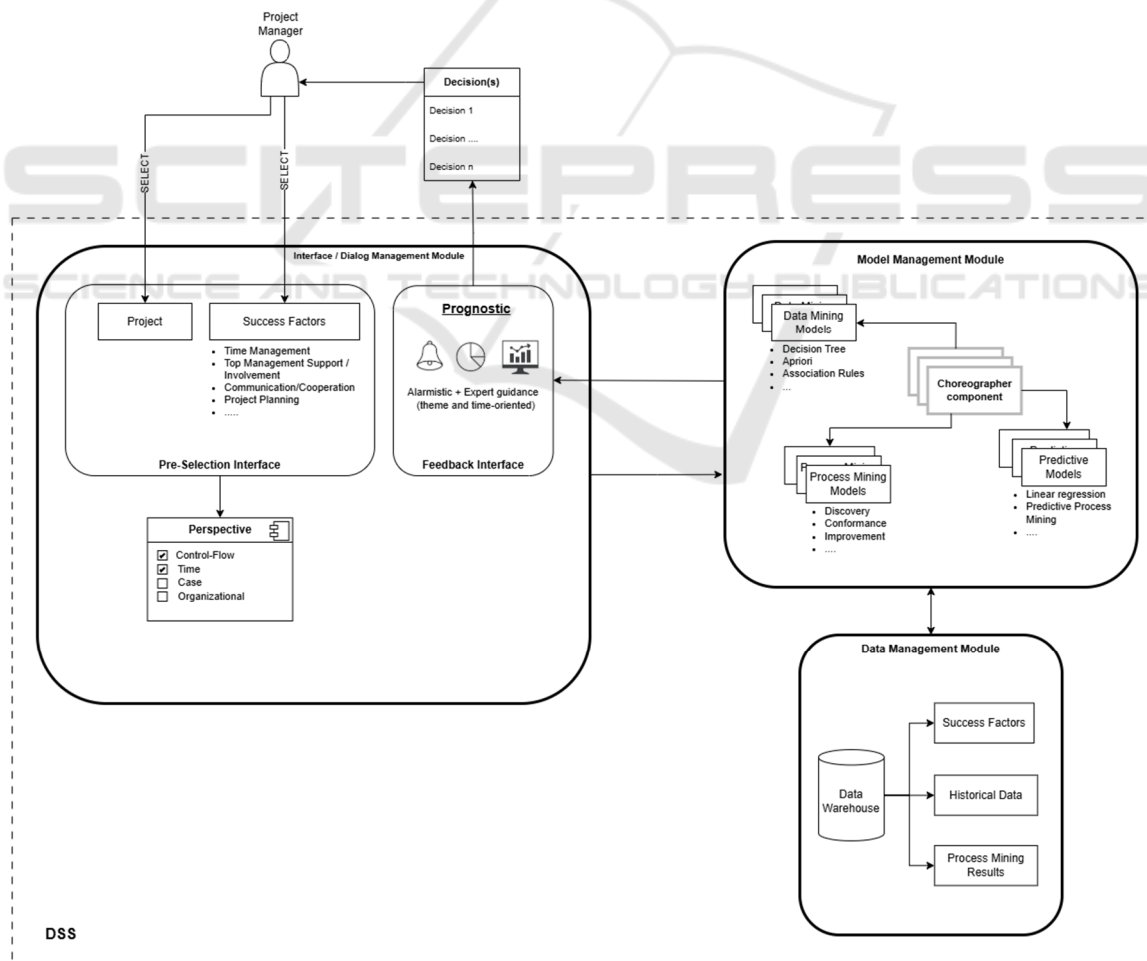 Project
Manager
Decision(s)
Decision 1
Decision ....
Decision n
SELECT
SELECT
SCITEPRESS
SCIENCE AND TECHNOLOGY PUBLICATIONS
Interface / Dialog Management Module
Project
Success Factors
• Time Management
• Top Management Support /
Involvement
• Communication/Cooperation
• Project Planning
• .....
Pre-Selection Interface
Prognostic
Alarmistic + Expert guidance
(theme and time-oriented)
Feedback Interface
Perspective
Control-Flow
Time
Case
Organizational
Model Management Module
Data Mining
Models
• Decision Tree
• Apriori
• Association Rules
• ...
Choreographer
component
Process Mining
Models
• Discovery
• Conformance
• Improvement
• ....
Predictive
Models
• Linear regression
• Predictive Process
Mining
• ....
Data Management Module
Data
Warehouse
Success Factors
Historical Data
Process Mining
Results
DSS